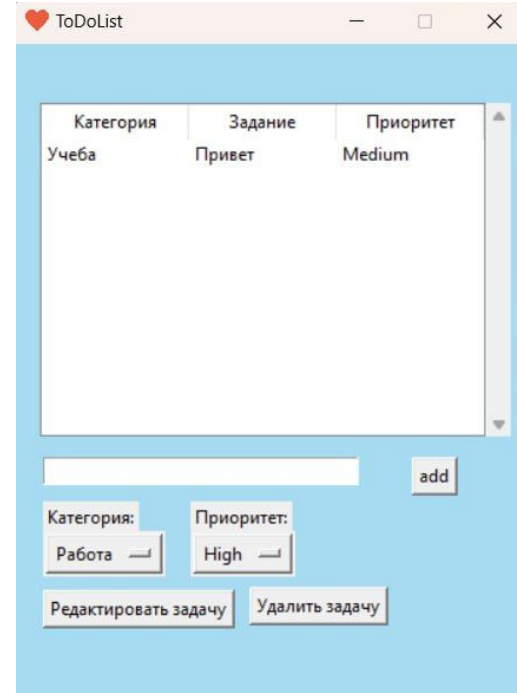 ToDoList
Категория Задание Приоритет
Учеба Привет Medium
add
Категория: Приоритет:
Работа High
Редактировать задачу Удалить задачу